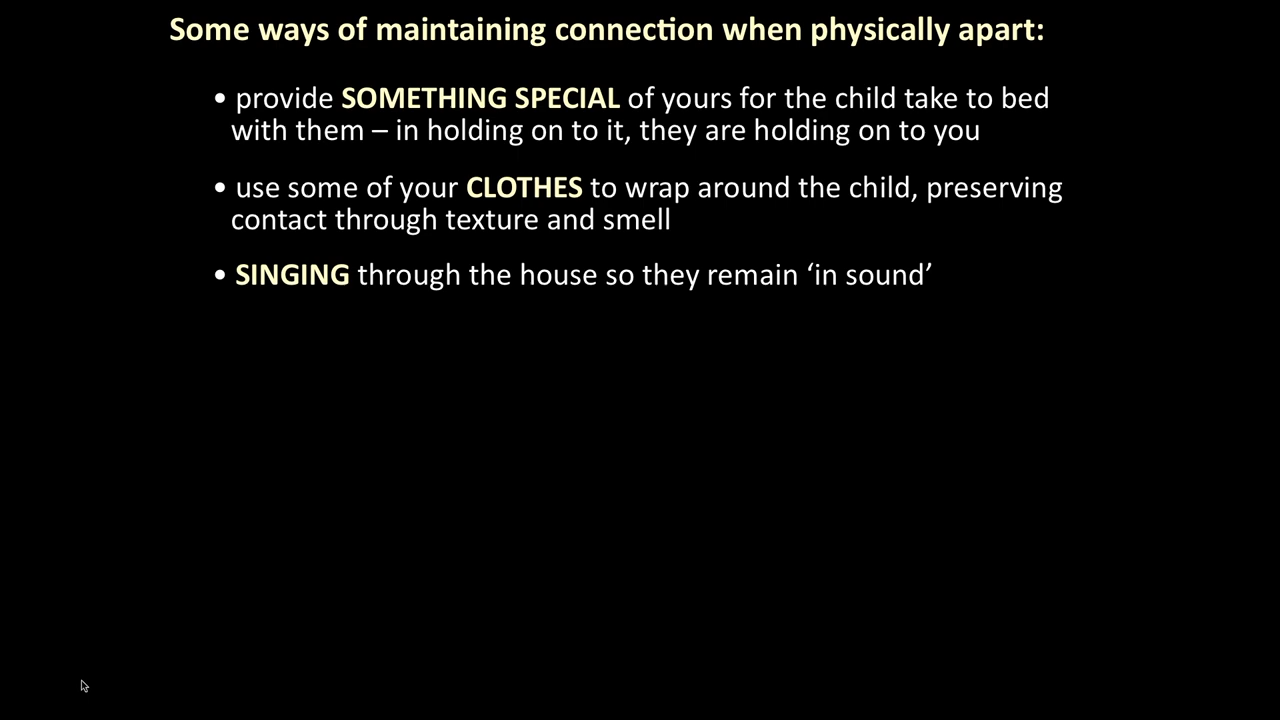 Some ways of maintaining connection when physically apart:
• provide SOMETHING SPECIAL of yours for the child take to bed
with them – in holding on to it, they are holding on to you
• use some of your CLOTHES to wrap around the child, preserving
contact through texture and smell
• SINGING through the house so they remain ‘in sound’